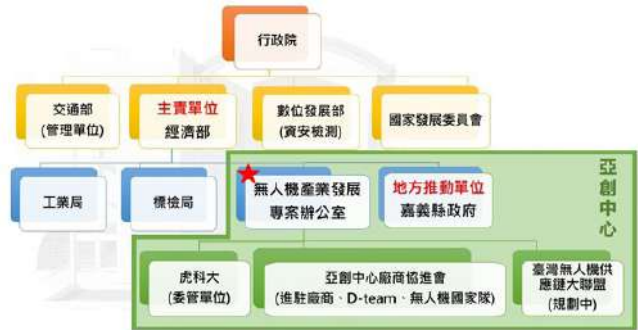 行政院
交通部
(管理單位)
主責單位
經濟部
數位發展部
(資安檢測)
國家發展委員會
工業局
標檢局
無人機產業發展
專案辦公室
地方推動單位
嘉義縣政府
亞創中心
虎科大
(委管單位)
亞創中心廠商協進會
(進駐廠商、D-team、無人機國家隊)
臺灣無人機供
應鏈大聯盟
(規劃中)